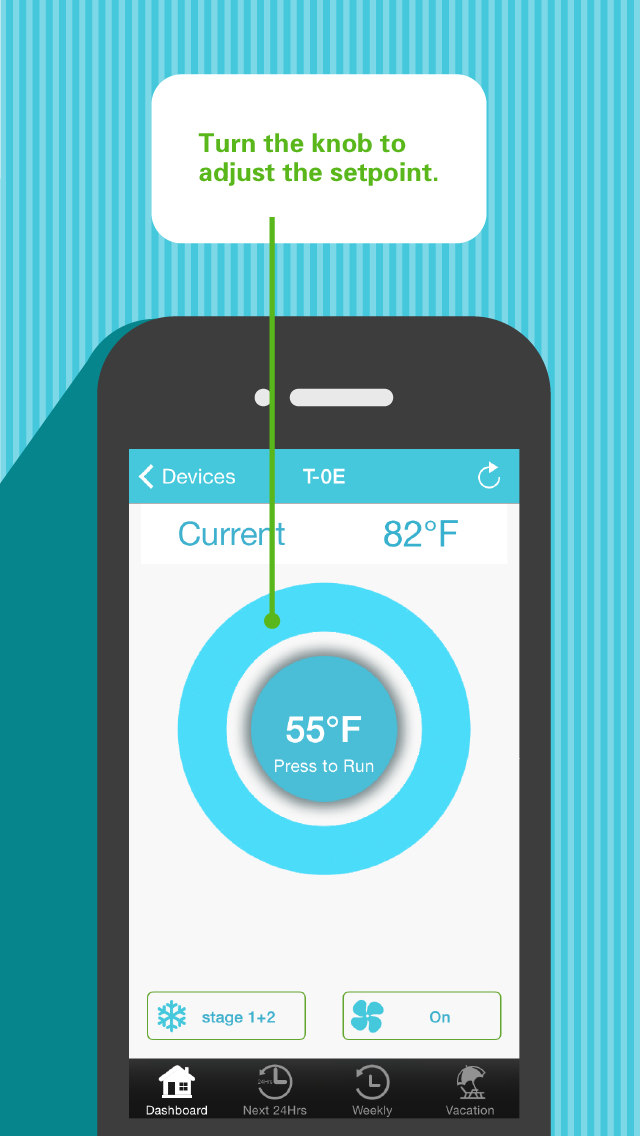 Turn the knob to
adjust the setpoint.
Devices
T-0E
Current 82°F
55°F
Press to Run
stage 1+2
On
24Hrs
Dashboard
Next 24Hrs
Weekly
Vacation